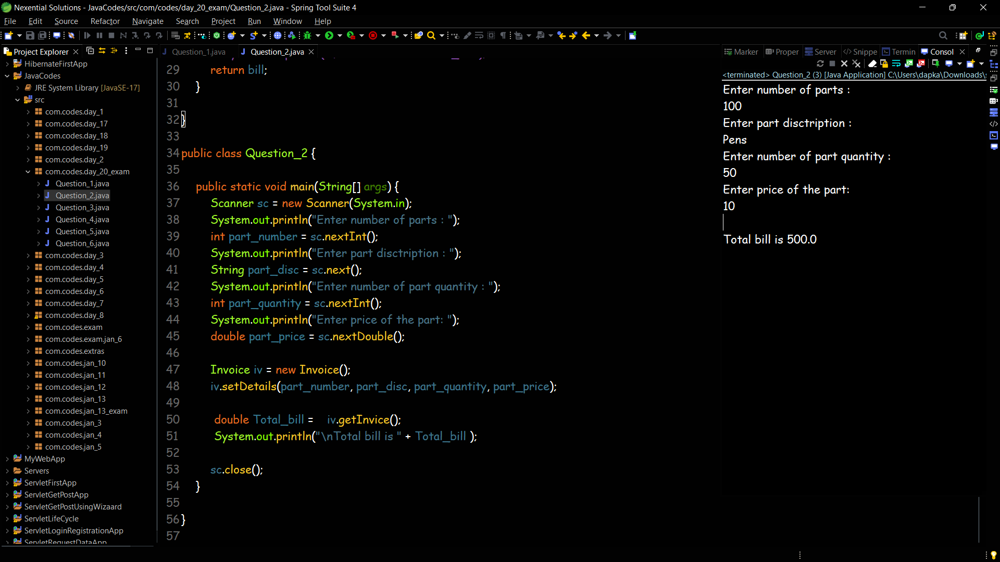 Nexential Solutions - JavaCodes/src/com/codes/day_20_exam/Question_2.java - Spring Tool Suite 4
File Edit Source Refactor Navigate Search Project Run Window Help
Project Explorer
HibernateFirstApp
JavaCodes
JRE System Library [JavaSE-17]
src
com.codes.day_1
com.codes.day_17
com.codes.day_18
com.codes.day_19
com.codes.day_2
com.codes.day_20_exam
Question_1.java
Question_2.java
Question_3.java
Question_4.java
Question_5.java
Question_6.java
com.codes.day_3
com.codes.day_4
com.codes.day_5
com.codes.day_6
com.codes.day_7
com.codes.day_8
com.codes.exam
com.codes.exam.jan_6
com.codes.extras
com.codes.jan_10
com.codes.jan_11
com.codes.jan_12
com.codes.jan_13
com.codes.jan_13_exam
com.codes.jan_3
com.codes.jan_4
com.codes.jan_5
MyWebApp
Servers
ServletFirstApp
ServletGetPostApp
ServletGetPostUsingWizaard
ServletLifeCycle
ServletLoginRegistrationApp
ServletRequestDataApp
Question_1.java Question_2.java
29 return bill;
30 }
31
32 }
33
34 public class Question_2 {
35
36 public static void main(String[] args) {
37 Scanner sc = new Scanner(System.in);
38 System.out.println("Enter number of parts : ");
39 int part_number = sc.nextInt();
40 System.out.println("Enter part disctription : ");
41 String part_disc = sc.next();
42 System.out.println("Enter number of part quantity : ");
43 int part_quantity = sc.nextInt();
44 System.out.println("Enter price of the part: ");
45 double part_price = sc.nextDouble();
46
47 Invoice iv = new Invoice();
48 iv.setDetails(part_number, part_disc, part_quantity, part_price);
49
50 double Total_bill = iv.getInvice();
51 System.out.println("\nTotal bill is " + Total_bill );
52
53 sc.close();
54 }
55
56 }
57
Marker Proper Server Snippe Termin Consol
<terminated> Question_2 (3) [Java Application] C:\Users\dapka\Downloads\
Enter number of parts :
100
Enter part disctription :
Pens
Enter number of part quantity :
50
Enter price of the part:
10
Total bill is 500.0